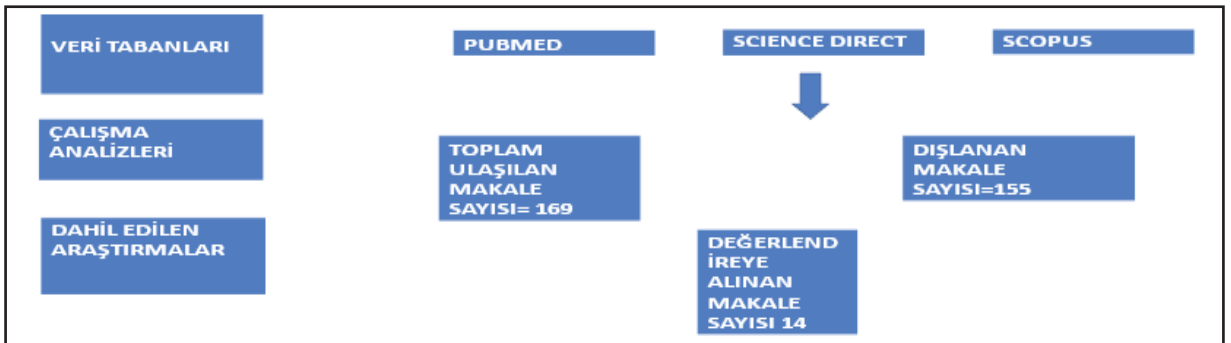 VERİ TABANLARI
PUBMED
SCIENCE DIRECT
SCOPUS
ÇALIŞMA
ANALİZLERİ
TOPLAM
ULAŞILAN
MAKALE
SAYISI= 169
DIŞLANAN
MAKALE
SAYISI=155
DAHİL EDİLEN
ARAŞTIRMALAR
DEĞERLEND
İREYE
ALINAN
MAKALE
SAYISI 14